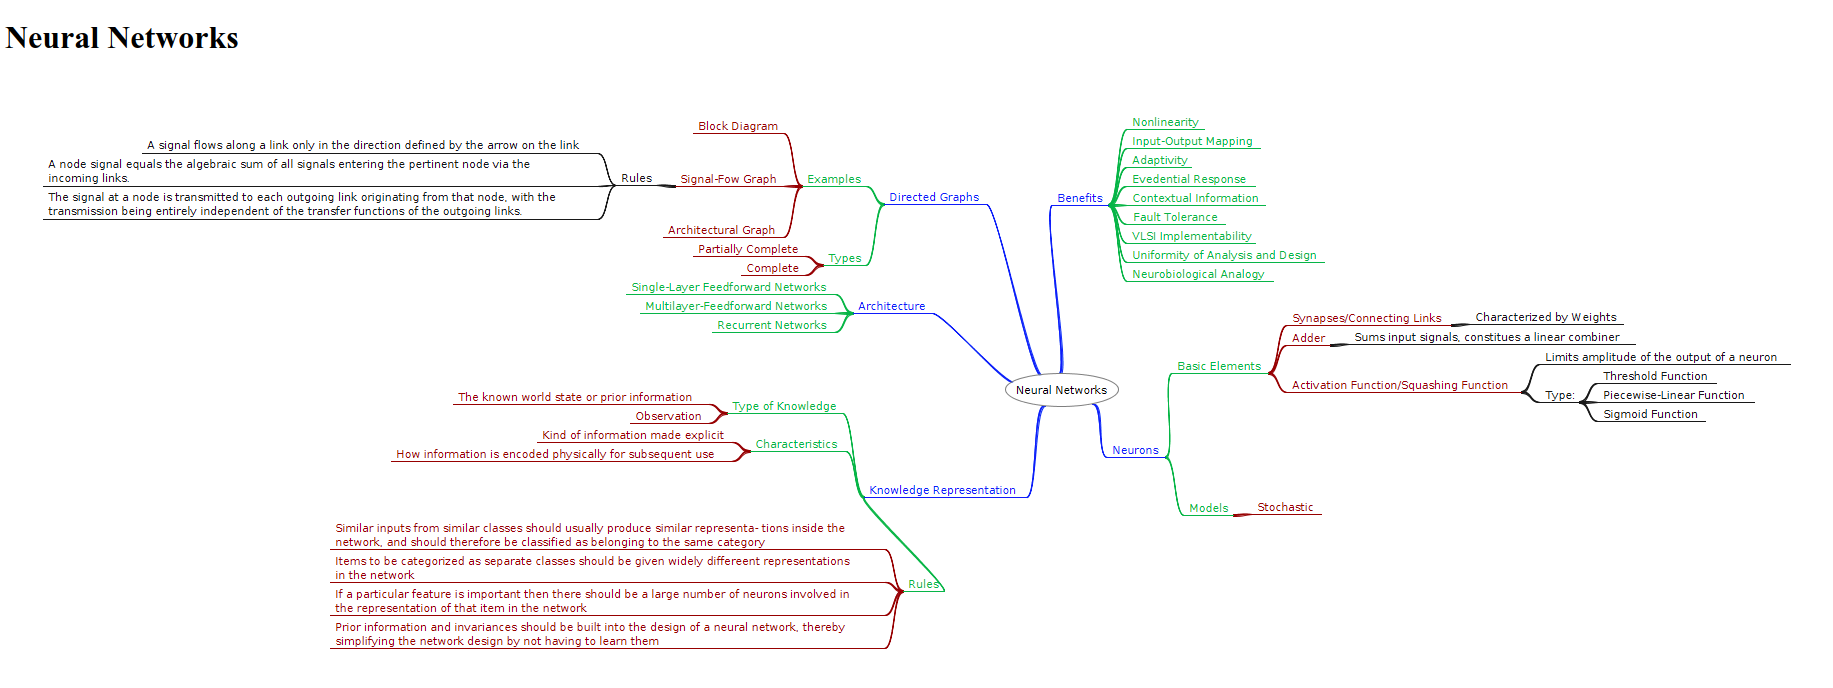 Neural Networks
Block Diagram
A signal flows along a link only in the direction defined by the arrow on the link
A node signal equals the algebraic sum of all signals entering the pertinent node via the
incoming links.
The signal at a node is transmitted to each outgoing link originating from that node, with the
transmission being entirely independent of the transfer functions of the outgoing links.
Rules
Signal-Fow Graph
Examples
Directed Graphs
Architectural Graph
Partially Complete
Complete
Types
Single-Layer Feedforward Networks
Multilayer-Feedforward Networks
Recurrent Networks
Architecture
Neural Networks
The known world state or prior information
Observation
Type of Knowledge
Kind of information made explicit
How information is encoded physically for subsequent use
Characteristics
Knowledge Representation
Similar inputs from similar classes should usually produce similar representa- tions inside the
network, and should therefore be classified as belonging to the same category
Items to be categorized as separate classes should be given widely differeent representations
in the network
If a particular feature is important then there should be a large number of neurons involved in
the representation of that item in the network
Prior information and invariances should be built into the design of a neural network, thereby
simplifying the network design by not having to learn them
Rules
Benefits
Nonlinearity
Input-Output Mapping
Adaptivity
Evedential Response
Contextual Information
Fault Tolerance
VLSI Implementability
Uniformity of Analysis and Design
Neurobiological Analogy
Neurons
Basic Elements
Synapses/Connecting Links
Characterized by Weights
Adder
Sums input signals, constitues a linear combiner
Activation Function/Squashing Function
Limits amplitude of the output of a neuron
Type:
Threshold Function
Piecewise-Linear Function
Sigmoid Function
Models
Stochastic